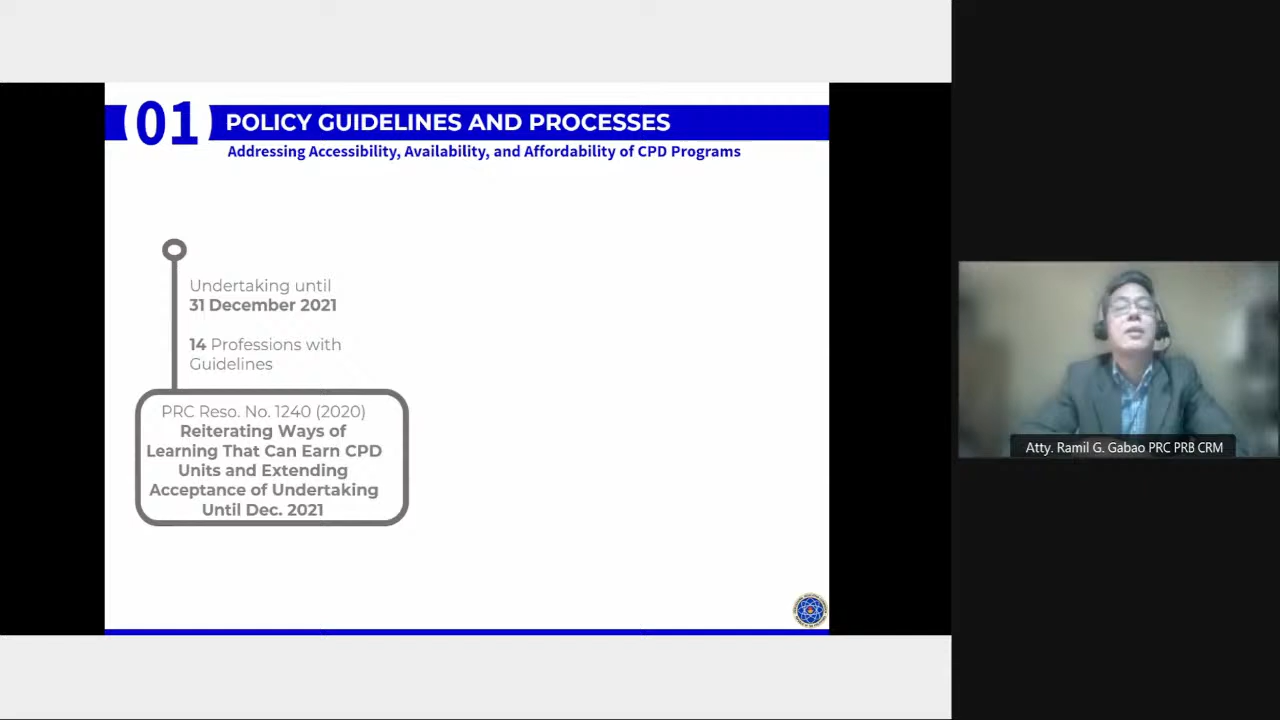 01
POLICY GUIDELINES AND PROCESSES
Addressing Accessibility, Availability, and Affordability of CPD Programs
Undertaking until
31 December 2021
14 Professions with
Guidelines
PRC Reso. No. 1240 (2020)
Reiterating Ways of
Learning That Can Earn CPD
Units and Extending
Acceptance of Undertaking
Until Dec. 2021
Atty. Ramil G. Gabao PRC PRB CRM